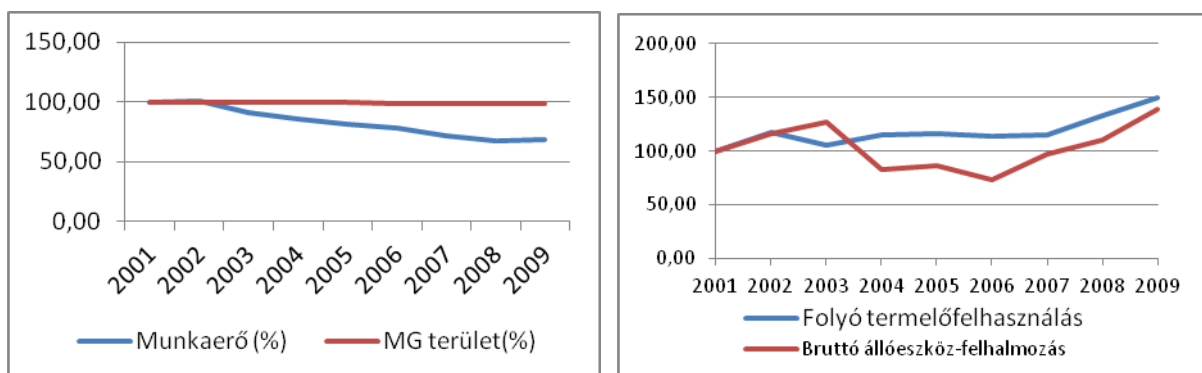 150,00
100,00
50,00
0,00
2001 2002 2003 2004 2005 2006 2007 2008 2009
Munkaerő (%) MG terület(%)
200,00
150,00
100,00
50,00
0,00
2001 2002 2003 2004 2005 2006 2007 2008 2009
Folyó termelőfelhasználás
Bruttó állóeszköz-felhalmozás